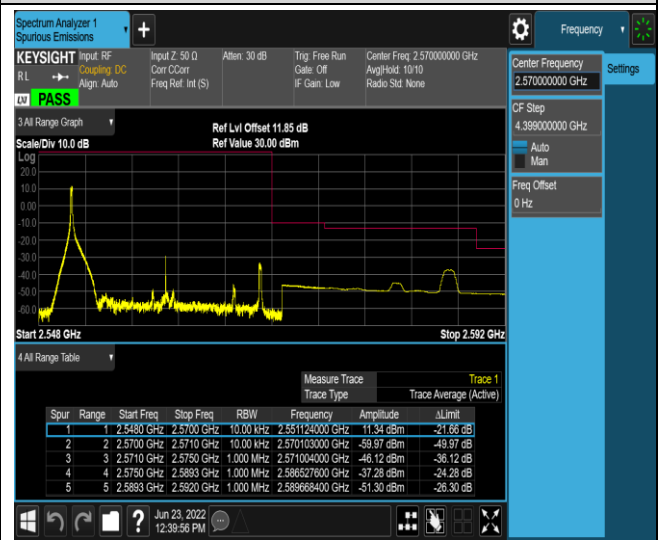 Spectrum Analyzer 1
Spurious Emissions
Frequency
KEYSIGHT
RL
PASS
Input: RF
Coupling: DC
Align: Auto
Input Z: 50 Ω
Corr CCorr
Freq Ref: Int (S)
Atten: 30 dB
Trig: Free Run
Gate: Off
IF Gain: Low
Center Freq: 2.570000000 GHz
Avg|Hold: 10/10
Radio Std: None
Center Frequency
2.570000000 GHz
Settings
CF Step
4.399000000 GHz
Auto
Man
Freq Offset
0 Hz
3 All Range Graph
Ref Lvl Offset 11.85 dB
Scale/Div 10.0 dB
Ref Value 30.00 dBm
Log
20.0
10.0
0.00
-10.0
-20.0
-30.0
-40.0
-50.0
-60.0
Start 2.548 GHz
Stop 2.592 GHz
4 All Range Table
Measure Trace Trace 1
Trace Type Trace Average (Active)
Spur Range Start Freq Stop Freq RBW Frequency Amplitude ΔLimit
1 1 2.5480 GHz 2.5700 GHz 10.00 kHz 2.551124000 GHz 11.34 dBm -21.66 dB
2 2 2.5700 GHz 2.5710 GHz 10.00 kHz 2.570103000 GHz -59.97 dBm -49.97 dB
3 3 2.5710 GHz 2.5750 GHz 1.000 MHz 2.571004000 GHz -46.12 dBm -36.12 dB
4 4 2.5750 GHz 2.5893 GHz 1.000 MHz 2.586527600 GHz -37.28 dBm -24.28 dB
5 5 2.5893 GHz 2.5920 GHz 1.000 MHz 2.589668400 GHz -51.30 dBm -26.30 dB
Jun 23, 2022
12:39:56 PM